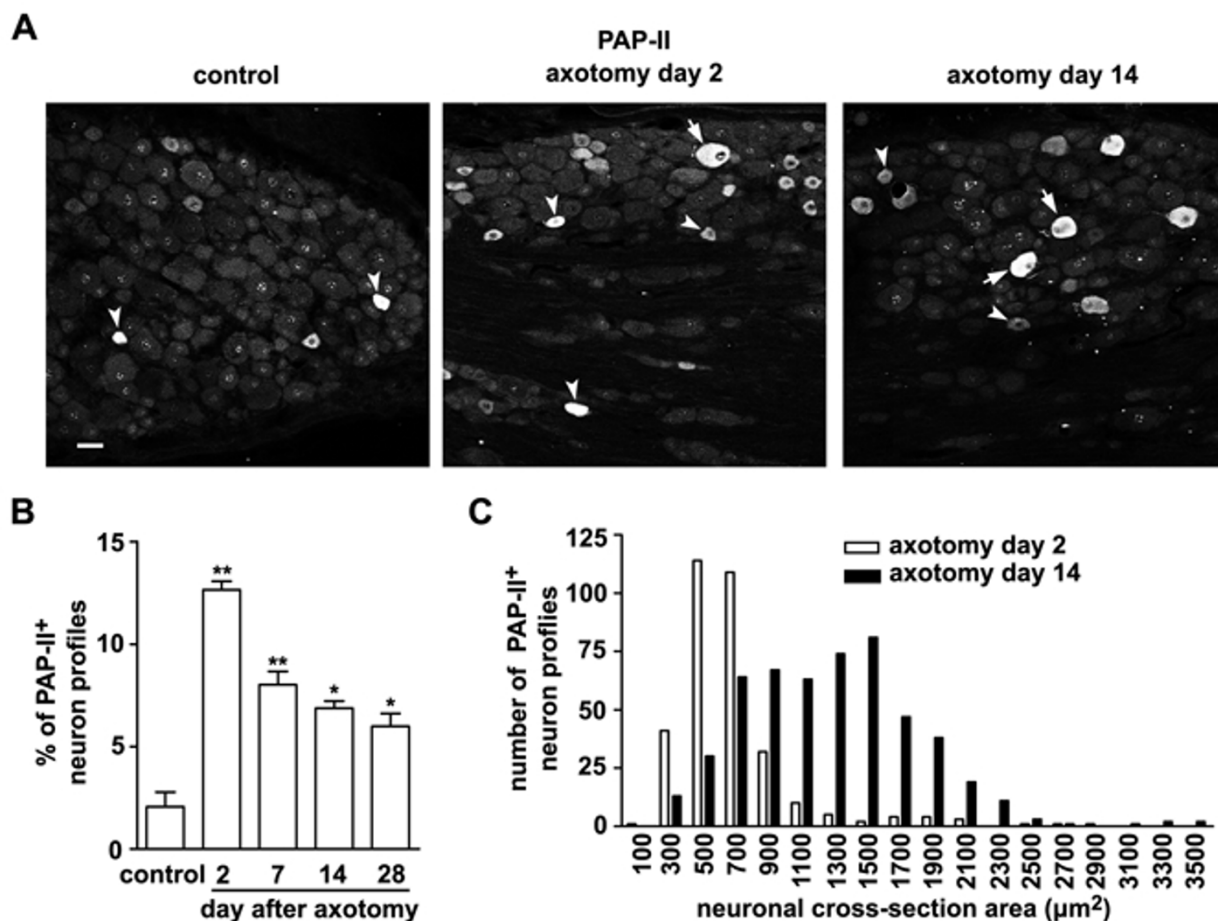 A
PAP-II
control
axotomy day 2
axotomy day 14
B
% of PAP-II+
neuron profiles
15
10
5
0
**
**
*
*
control
2
7
14
28
day after axotomy
C
number of PAP-II+
neuron proflies
125
100
75
50
25
0
axotomy day 2
axotomy day 14
100
300
500
700
900
1100
1300
1500
1700
1900
2100
2300
2500
2700
2900
3100
3300
3500
neuronal cross-section area (µm²)